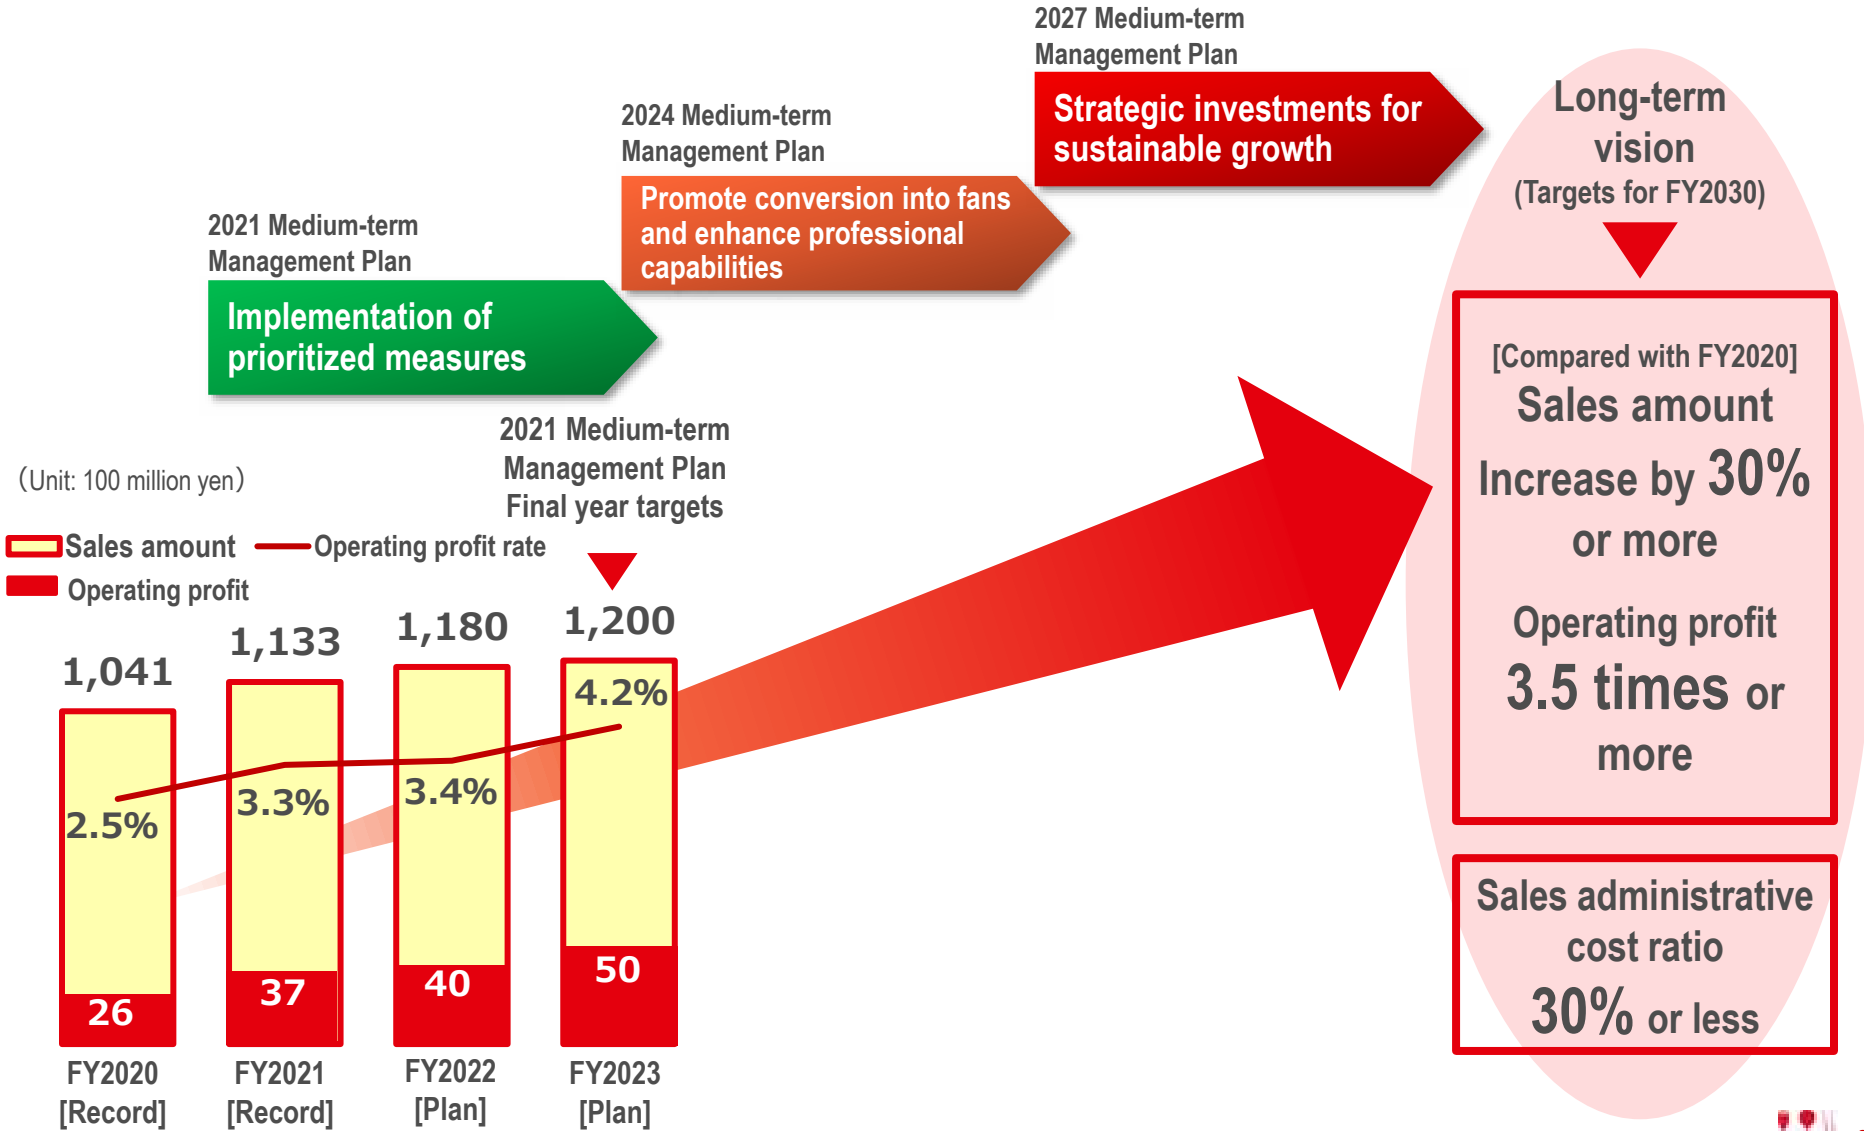 2027 Medium-term
Management Plan
Strategic investments for
sustainable growth
2024 Medium-term
Management Plan
Promote conversion into fans
and enhance professional
capabilities
2021 Medium-term
Management Plan
Implementation of
prioritized measures
2021 Medium-term
Management Plan
Final year targets
（Unit: 100 million yen）
Sales amount
Operating profit rate
Operating profit
1,041
1,133
1,180
1,200
2.5%
3.3%
3.4%
4.2%
26
37
40
50
FY2020
[Record]
FY2021
[Record]
FY2022
[Plan]
FY2023
[Plan]
Long-term
vision
(Targets for FY2030)
[Compared with FY2020]
Sales amount
Increase by 30%
or more
Operating profit
3.5 times or
more
Sales administrative
cost ratio
30% or less